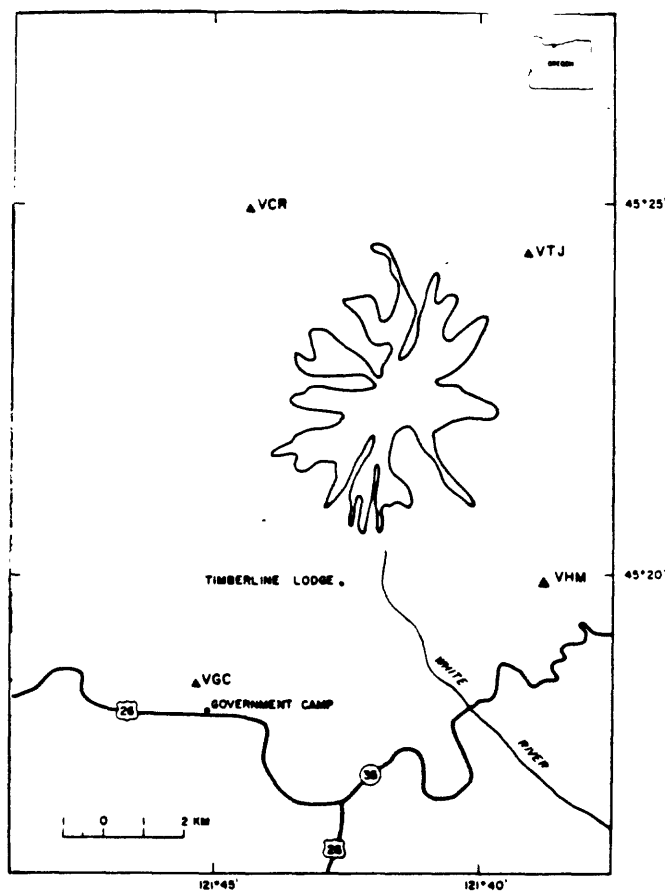 OREGON
VCR
45°25'
VTJ
TIMBERLINE LODGE
45°20'
VHM
WHITE
VGC
26
GOVERNMENT CAMP
RIVER
35
1 0 1 2 KM
26
121°45'
121°40'